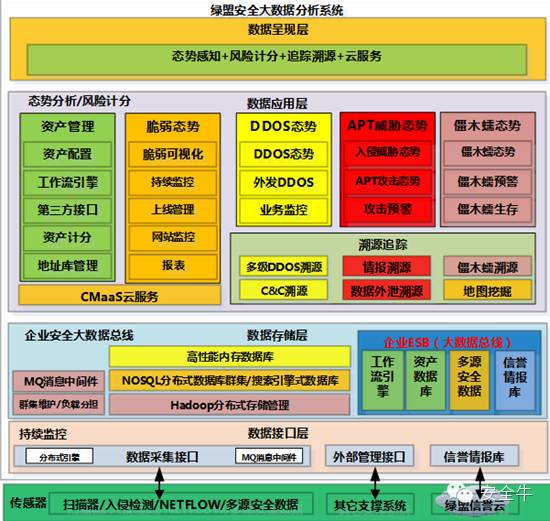 绿盟安全大数据分析系统
数据呈现层
态势感知+风险计分+追踪溯源+云服务
态势分析/风险计分
数据应用层
资产管理
资产配置
工作流引擎
第三方接口
资产计分
地址库管理
脆弱态势
脆弱可视化
持续监控
上线管理
网站监控
报表
CMaaS云服务
DDOS态势
DDOS态势
外发DDOS
业务监控
APT威胁态势
入侵威胁态势
APT攻击态势
攻击预警
僵木蠕态势
僵木蠕态势
僵木蠕预警
僵木蠕生存
溯源追踪
多级DDOS溯源
情报溯源
僵木蠕溯源
C&C溯源
数据外泄溯源
地图挖掘
企业安全大数据总线
数据存储层
高性能内存数据库
MQ消息中间件
NOSQL分布式数据库群集/搜索引擎式数据库
群集维护/负载分担
Hadoop分布式存储管理
企业ESB（大数据总线）
工作
流引
擎
资产
数据
库
多源
安全
数据
信誉
情报
库
持续监控
数据接口层
分布式引擎
数据采集接口
MQ消息中间件
外部管理接口
信誉情报库
传感器
扫描器/入侵检测/NETFLOW/多源安全数据
其它支撑系统
绿盟信誉云
安全牛